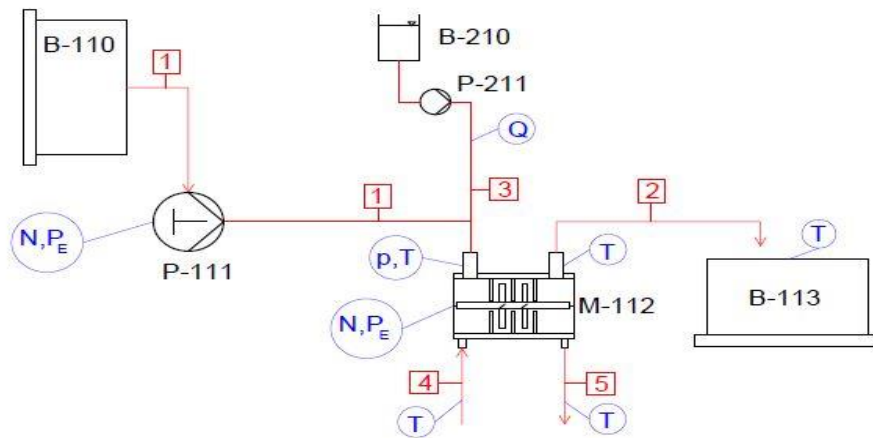 B-110
1
B-210
P-211
Q
1
3
2
N,PE
P-111
p,T
T
T
N,PE
M-112
B-113
4
5
T
T